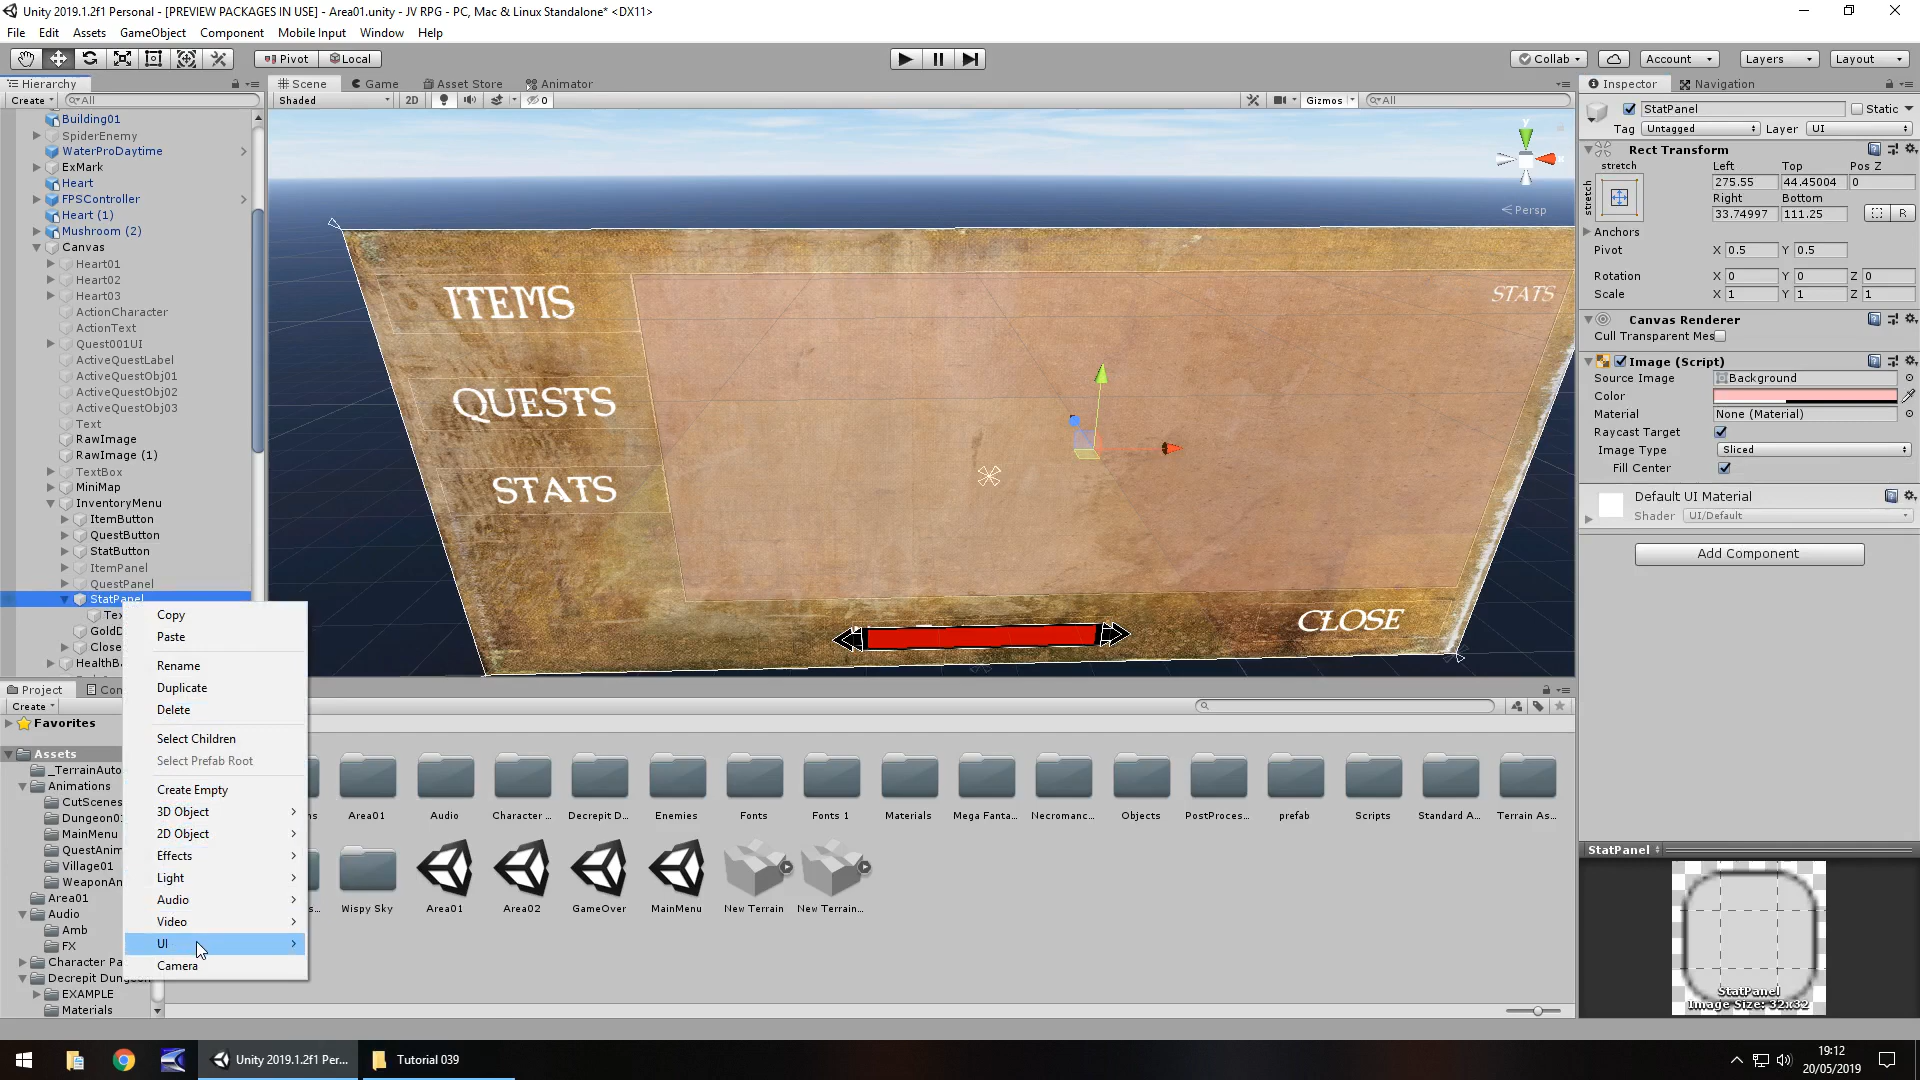 Unity 2019.1.2f1 Personal - [PREVIEW PACKAGES IN USE] - Area01.unity - JV RPG - PC, Mac & Linux Standalone* <DX11>
File Edit Assets GameObject Component Mobile Input Window Help
Pivot Local Collab Account Layers Layout
Hierarchy Scene Game Asset Store Animator Inspector Navigation
Create All Shaded 2D 0 Gizmos All
StatPanel Static
Tag Untagged Layer UI
Building01
SpiderEnemy
WaterProDaytime
ExMark
Heart
FPSController
Heart (1)
Mushroom (2)
Canvas
Heart01
Heart02
Heart03
ActionCharacter
ActionText
Quest001UI
ActiveQuestLabel
ActiveQuestObj01
ActiveQuestObj02
ActiveQuestObj03
Text
RawImage
RawImage (1)
TextBox
MiniMap
InventoryMenu
ItemButton
QuestButton
StatButton
ItemPanel
QuestPanel
StatPanel
Tex
GoldD
Close
HealthBa
Copy
Paste
Rename
Duplicate
Delete
Select Children
Select Prefab Root
Create Empty
3D Object
2D Object
Effects
Light
Audio
Video
UI
Camera
Y
Persp
ITEMS
QUESTS
STATS
STATS
CLOSE
Rect Transform
stretch Left Top Pos Z
stretch 275.55 44.45004 0
Right Bottom
33.74997 111.25 R
Anchors
Pivot X 0.5 Y 0.5
Rotation X 0 Y 0 Z 0
Scale X 1 Y 1 Z 1
Canvas Renderer
Cull Transparent Mes
Image (Script)
Source Image Background
Color
Material None (Material)
Raycast Target
Image Type Sliced
Fill Center
Default UI Material
Shader UI/Default
Add Component
Project Con
Create
Favorites
Assets
_TerrainAuto
Animations
CutScenes
Dungeon0
MainMenu
QuestAnim
Village01
WeaponAn
Area01
Audio
Amb
FX
Character Pa
Decrepit Dungeon
EXAMPLE
Materials
ns Area01 Audio Character ... Decrepit D... Enemies Fonts Fonts 1 Materials Mega Fanta... Necromanc... Objects PostProces... prefab Scripts Standard A... Terrain As...
s... Wispy Sky Area01 Area02 GameOver MainMenu New Terrain New Terrain...
StatPanel
StatPanel
Image Size: 32x32
Unity 2019.1.2f1 Per... Tutorial 039
19:12
20/05/2019